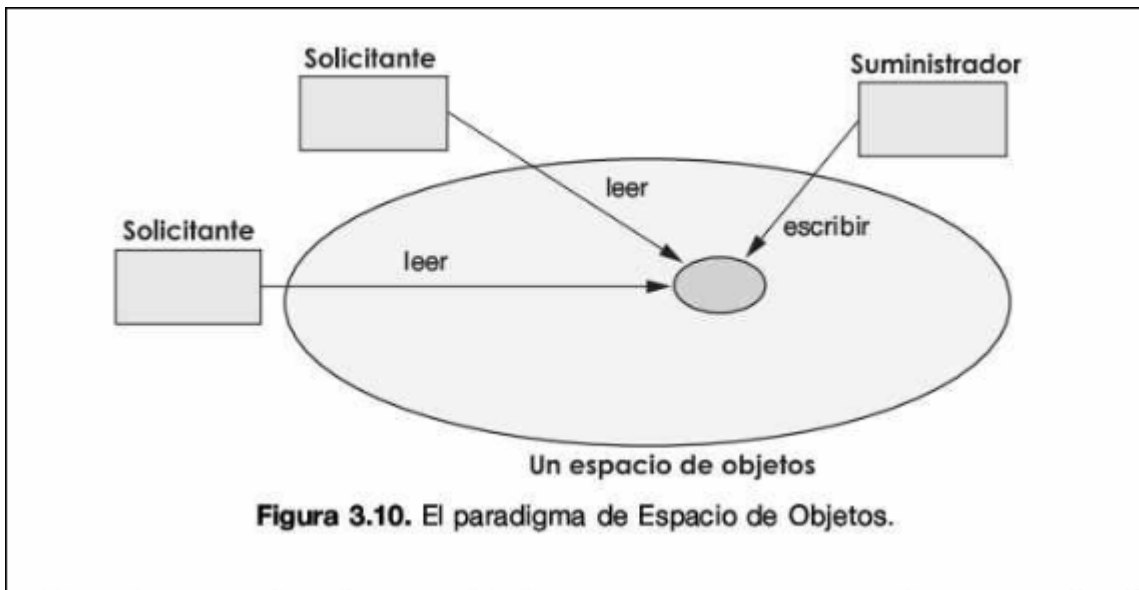 Solicitante
Suministrador
leer
escribir
Solicitante
leer
Un espacio de objetos
Figura 3.10. El paradigma de Espacio de Objetos.